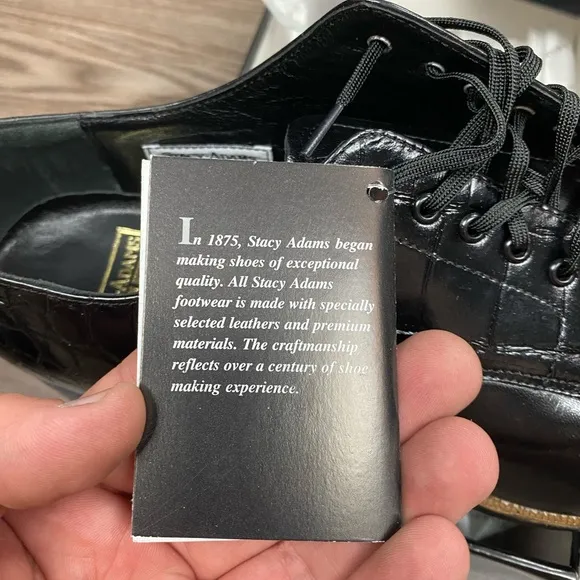 In 1875, Stacy Adams began
making shoes of exceptional
quality. All Stacy Adams
footwear is made with specially
selected leathers and premium
materials. The craftmanship
reflects over a century of shoe
making experience.
ADAMS